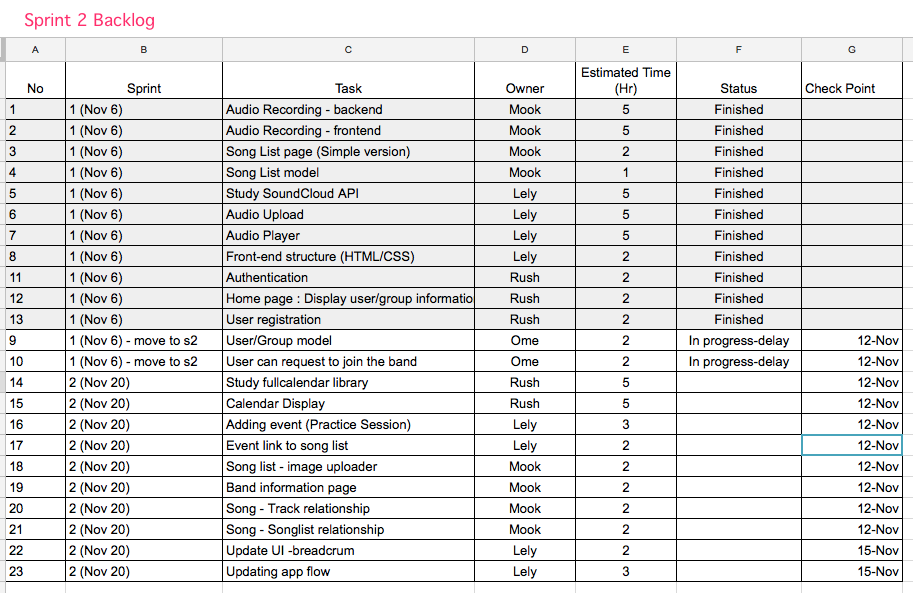 Sprint 2 Backlog
A B C D E F G
No Sprint Task Owner Estimated Time (Hr) Status Check Point
1 1 (Nov 6) Audio Recording - backend Mook 5 Finished
2 1 (Nov 6) Audio Recording - frontend Mook 5 Finished
3 1 (Nov 6) Song List page (Simple version) Mook 2 Finished
4 1 (Nov 6) Song List model Mook 1 Finished
5 1 (Nov 6) Study SoundCloud API Lely 5 Finished
6 1 (Nov 6) Audio Upload Lely 5 Finished
7 1 (Nov 6) Audio Player Lely 5 Finished
8 1 (Nov 6) Front-end structure (HTML/CSS) Lely 2 Finished
11 1 (Nov 6) Authentication Rush 2 Finished
12 1 (Nov 6) Home page : Display user/group informatio Rush 2 Finished
13 1 (Nov 6) User registration Rush 2 Finished
9 1 (Nov 6) - move to s2 User/Group model Ome 2 In progress-delay 12-Nov
10 1 (Nov 6) - move to s2 User can request to join the band Ome 2 In progress-delay 12-Nov
14 2 (Nov 20) Study fullcalendar library Rush 5 12-Nov
15 2 (Nov 20) Calendar Display Rush 5 12-Nov
16 2 (Nov 20) Adding event (Practice Session) Lely 3 12-Nov
17 2 (Nov 20) Event link to song list Lely 2 12-Nov
18 2 (Nov 20) Song list - image uploader Mook 2 12-Nov
19 2 (Nov 20) Band information page Mook 2 12-Nov
20 2 (Nov 20) Song - Track relationship Mook 2 12-Nov
21 2 (Nov 20) Song - Songlist relationship Mook 2 12-Nov
22 2 (Nov 20) Update UI -breadcrum Lely 2 15-Nov
23 2 (Nov 20) Updating app flow Lely 3 15-Nov